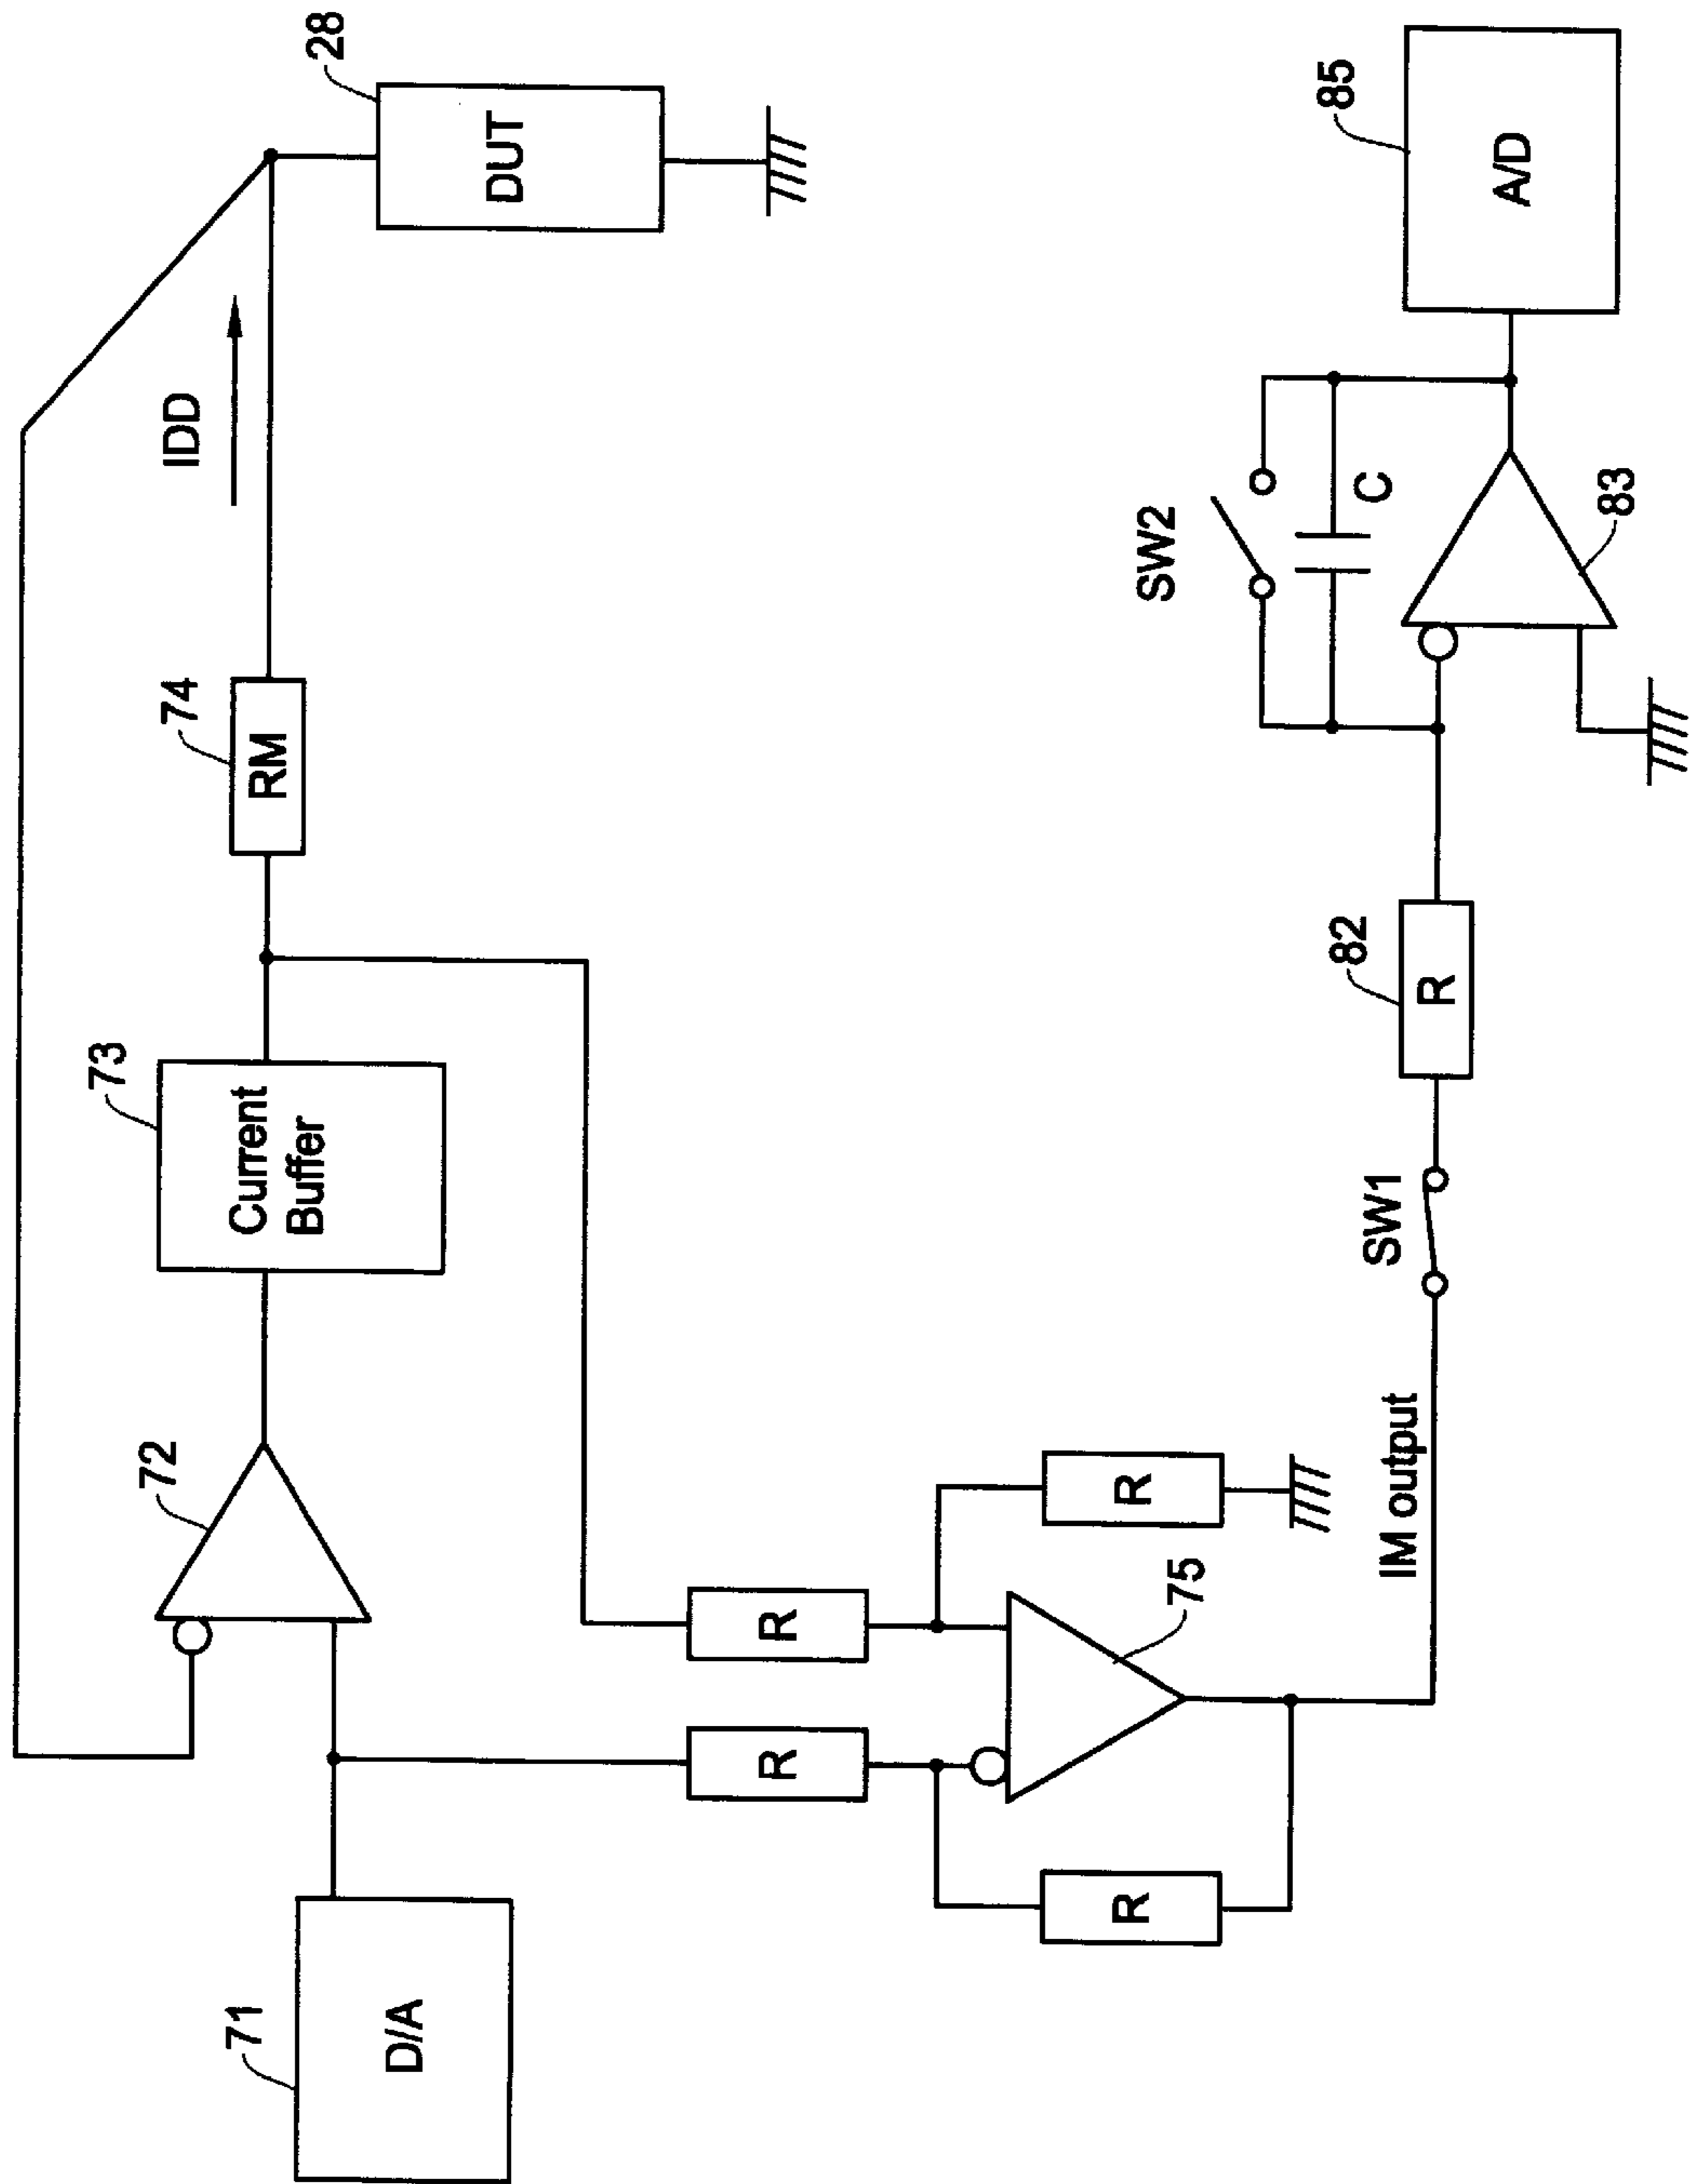 71
D/A
72
73
Current
Buffer
74
RM
IDD
28
DUT
R
R
R
R
75
IM output
SW1
82
R
SW2
C
83
85
A/D